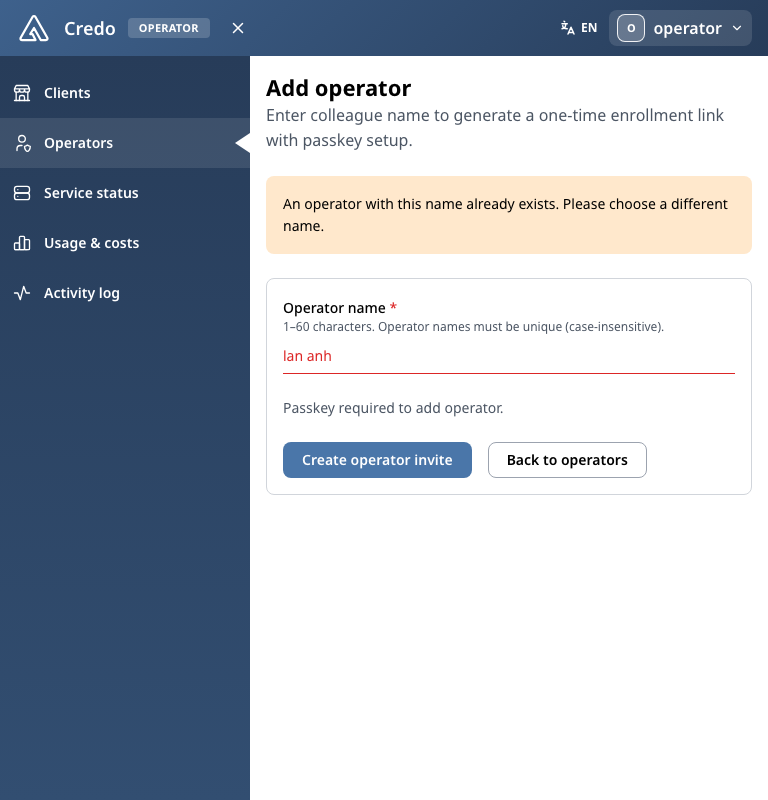 Credo
OPERATOR
EN
O
operator
Clients
Operators
Service status
Usage & costs
Activity log
Add operator
Enter colleague name to generate a one-time enrollment link
with passkey setup.
An operator with this name already exists. Please choose a different
name.
Operator name *
1–60 characters. Operator names must be unique (case-insensitive).
lan anh
Passkey required to add operator.
Create operator invite
Back to operators